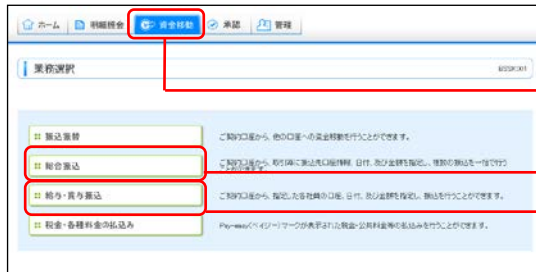 ホーム 明細照会 資金移動 承認 管理
業務選択 BSSK001
振込振替 ご契約口座から、他の口座への資金移動を行うことができます。
総合振込 ご契約口座から、取引毎に振込先口座情報、日付、及び金額を指定し、複数の振込を一括で行う
ことができます。
給与・賞与振込 ご契約口座から、指定した各社員の口座、日付、及び金額を指定し、振込を行うことができます。
税金・各種料金の払込み Pay-easy(ペイジー)マークが表示された税金・公共料金等の払込みを行うことができます。